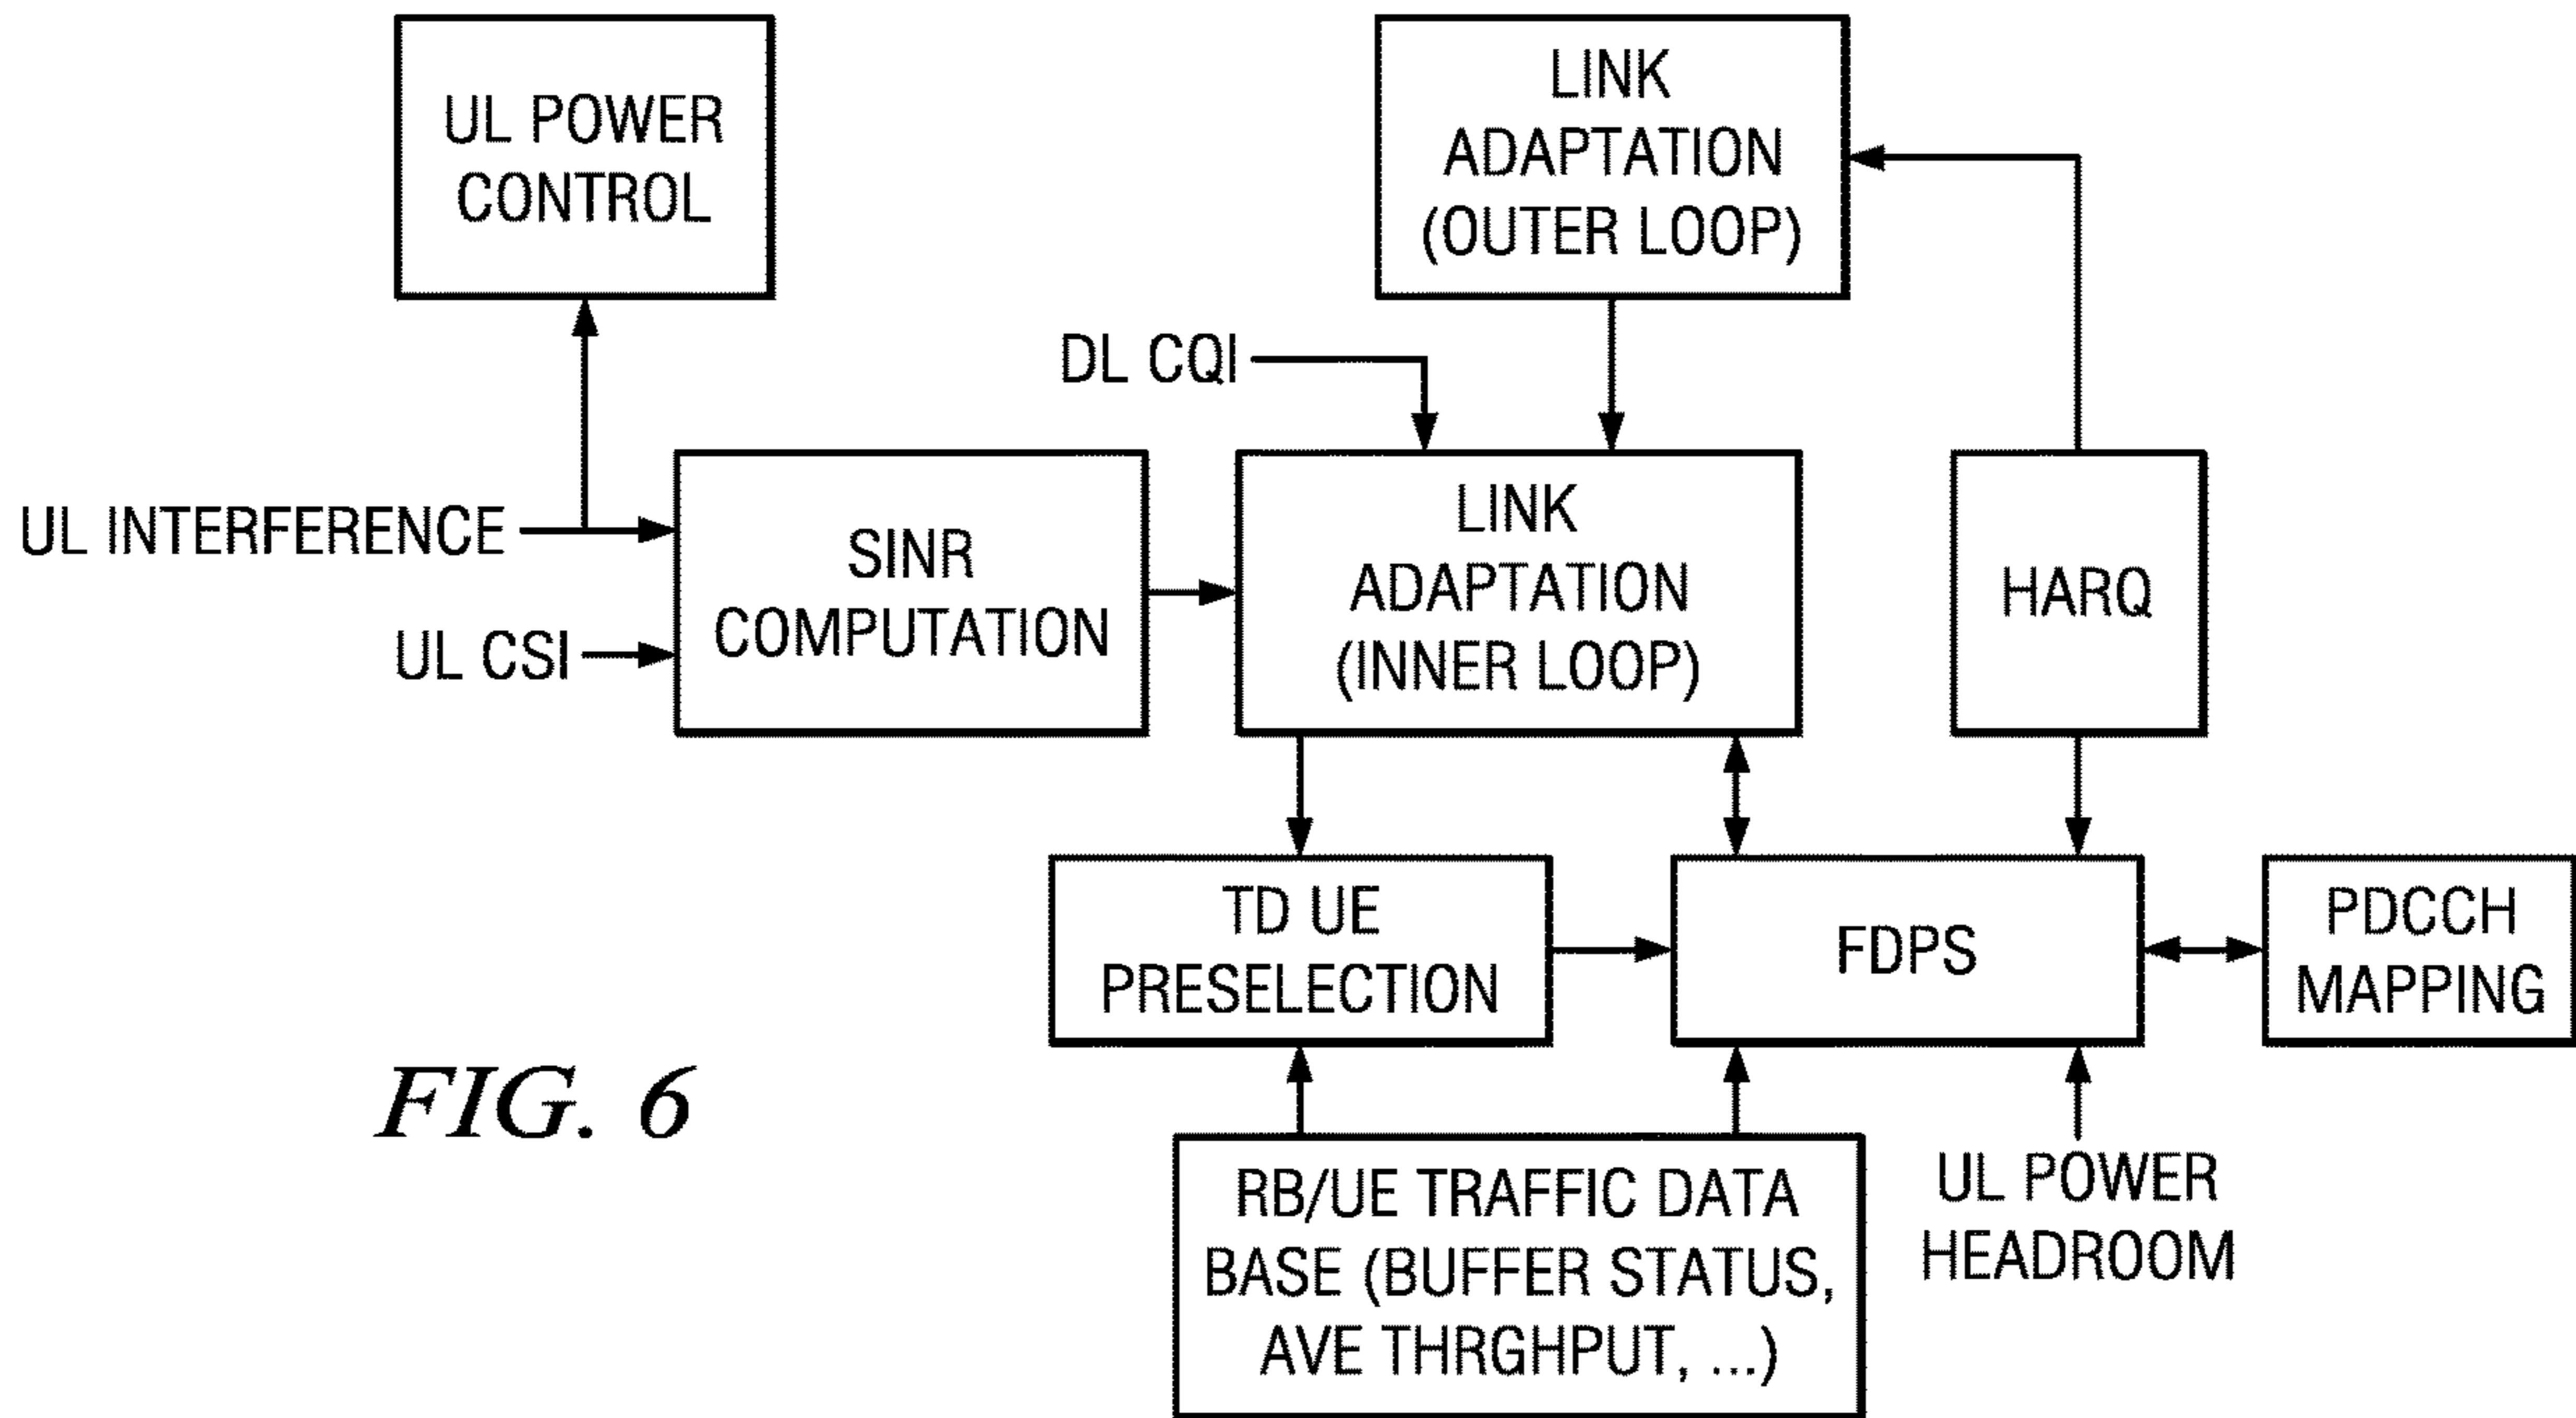 UL POWER
CONTROL
LINK
ADAPTATION
(OUTER LOOP)
DL CQI
UL INTERFERENCE
UL CSI
SINR
COMPUTATION
LINK
ADAPTATION
(INNER LOOP)
HARQ
TD UE
PRESELECTION
FDPS
PDCCH
MAPPING
RB/UE TRAFFIC DATA
BASE (BUFFER STATUS,
AVE THRGHPUT, ...)
UL POWER
HEADROOM
FIG. 6